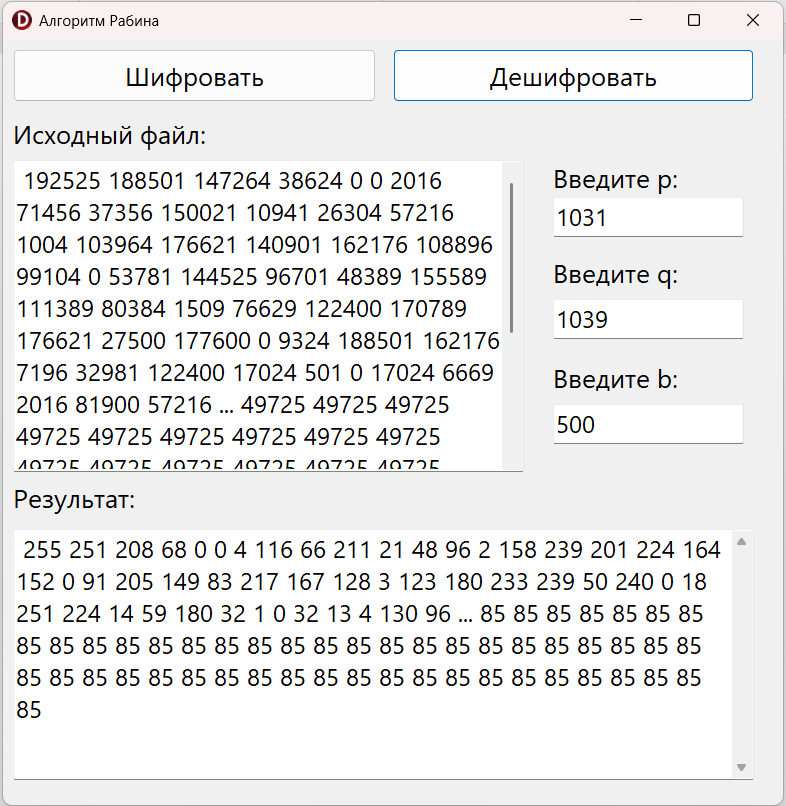 Алгоритм Рабина
Шифровать
Дешифровать
Исходный файл:
192525 188501 147264 38624 0 0 2016
71456 37356 150021 10941 26304 57216
1004 103964 176621 140901 162176 108896
99104 0 53781 144525 96701 48389 155589
111389 80384 1509 76629 122400 170789
176621 27500 177600 0 9324 188501 162176
7196 32981 122400 17024 501 0 17024 6669
2016 81900 57216 ... 49725 49725 49725
49725 49725 49725 49725 49725 49725
49725 49725 49725 49725 49725 49725
Введите p:
1031
Введите q:
1039
Введите b:
500
Результат:
255 251 208 68 0 0 4 116 66 211 21 48 96 2 158 239 201 224 164
152 0 91 205 149 83 217 167 128 3 123 180 233 239 50 240 0 18
251 224 14 59 180 32 1 0 32 13 4 130 96 ... 85 85 85 85 85 85 85
85 85 85 85 85 85 85 85 85 85 85 85 85 85 85 85 85 85 85 85 85
85 85 85 85 85 85 85 85 85 85 85 85 85 85 85 85 85 85 85 85 85
85